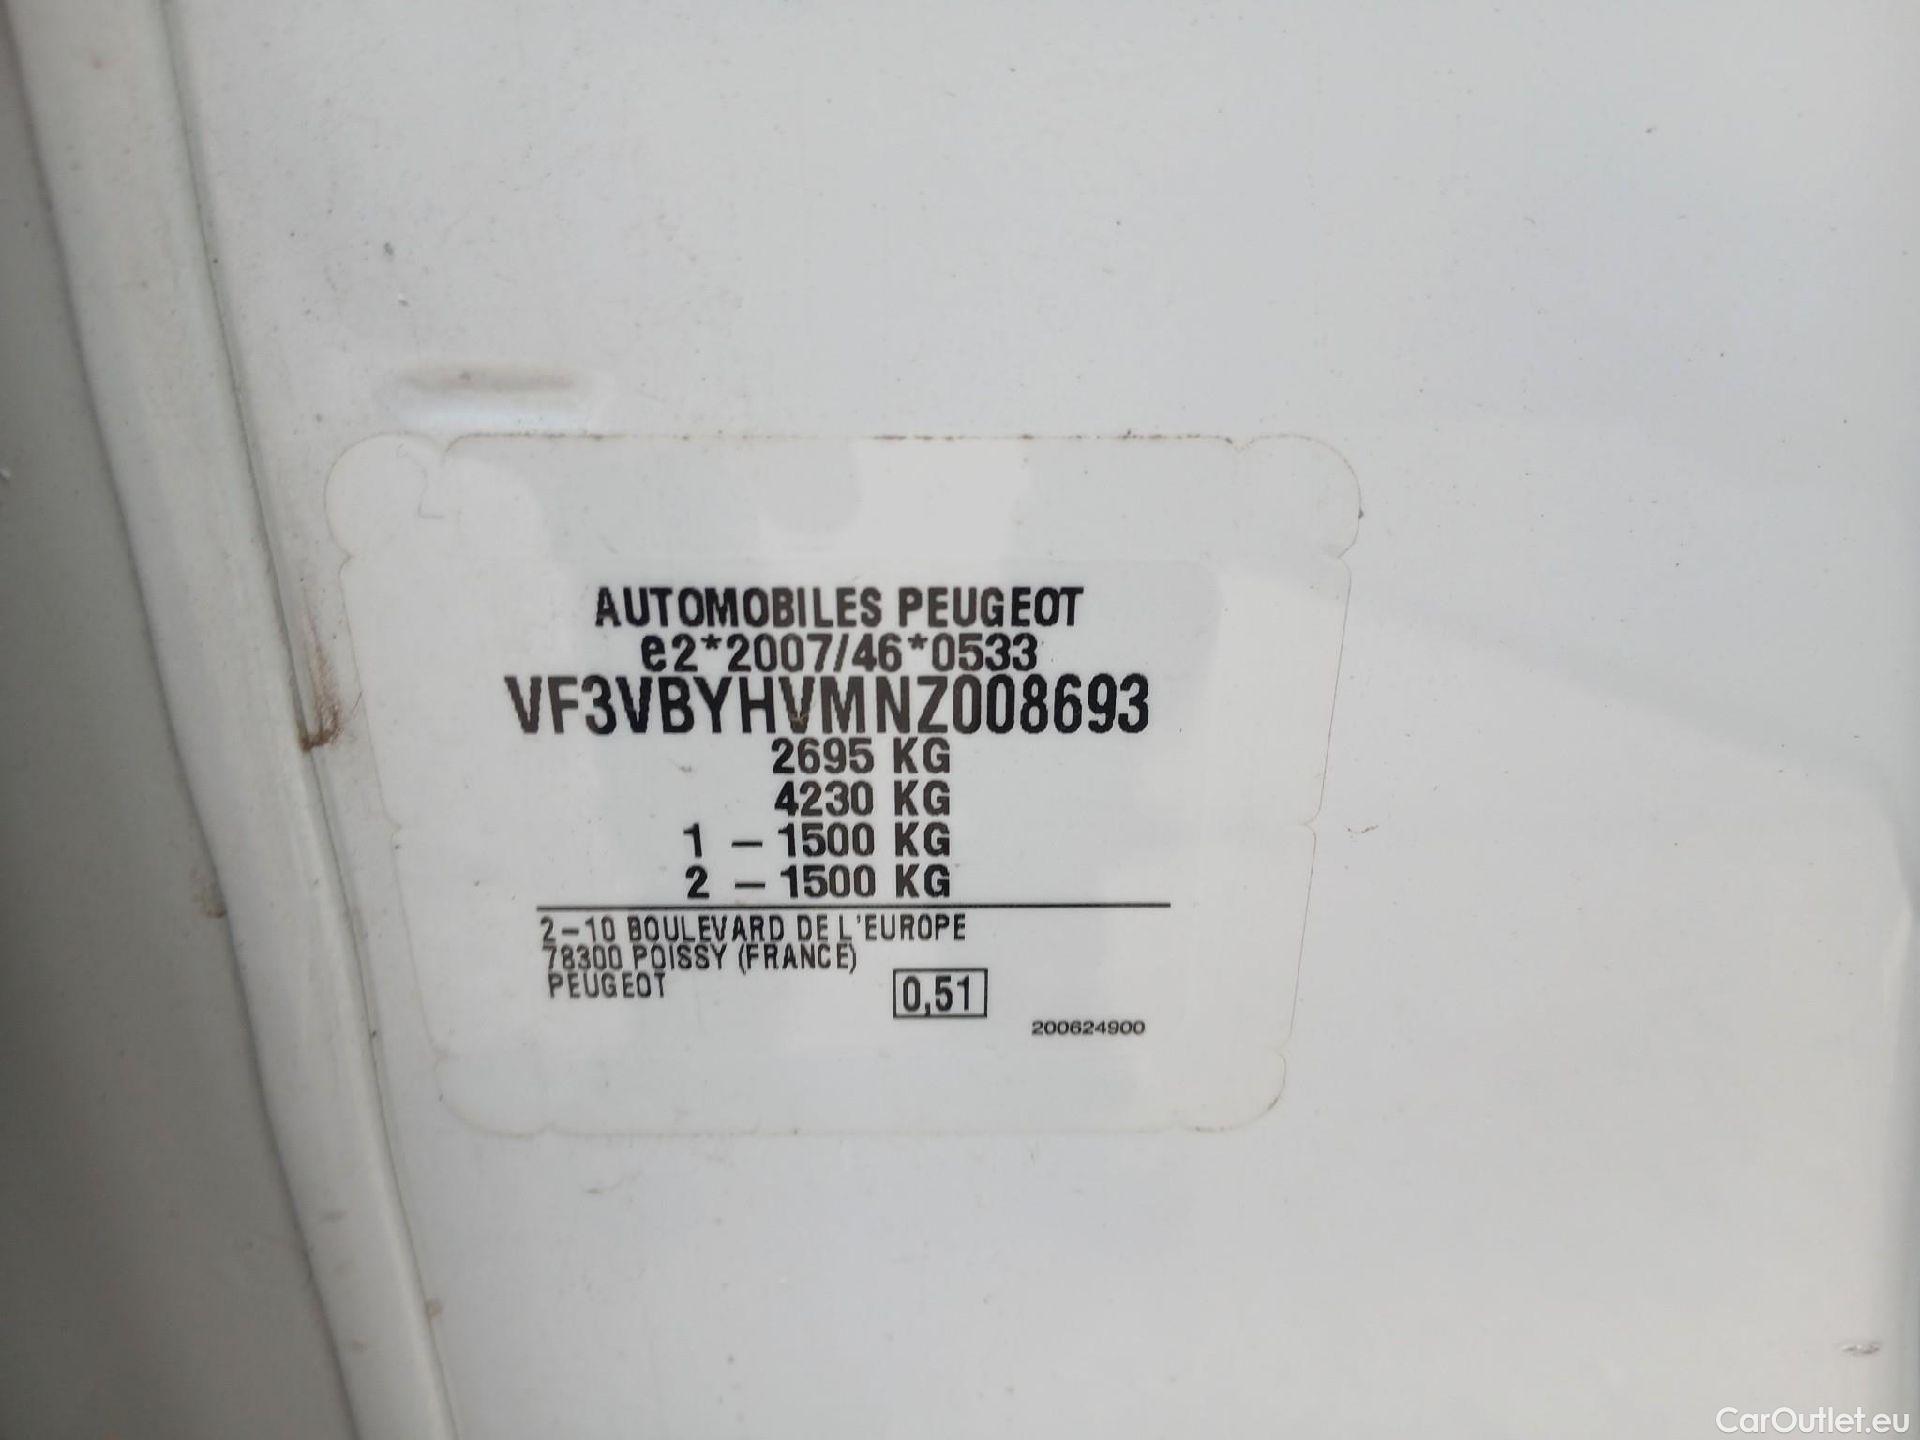 AUTOMOBILES PEUGEOT
e2*2007/46*0533
VF3VBYHVMNZ008693
2695 KG
4230 KG
1 – 1500 KG
2 – 1500 KG
2–10 BOULEVARD DE L'EUROPE
78300 POISSY (FRANCE)
PEUGEOT
0,51
200624900
CarOutlet.eu